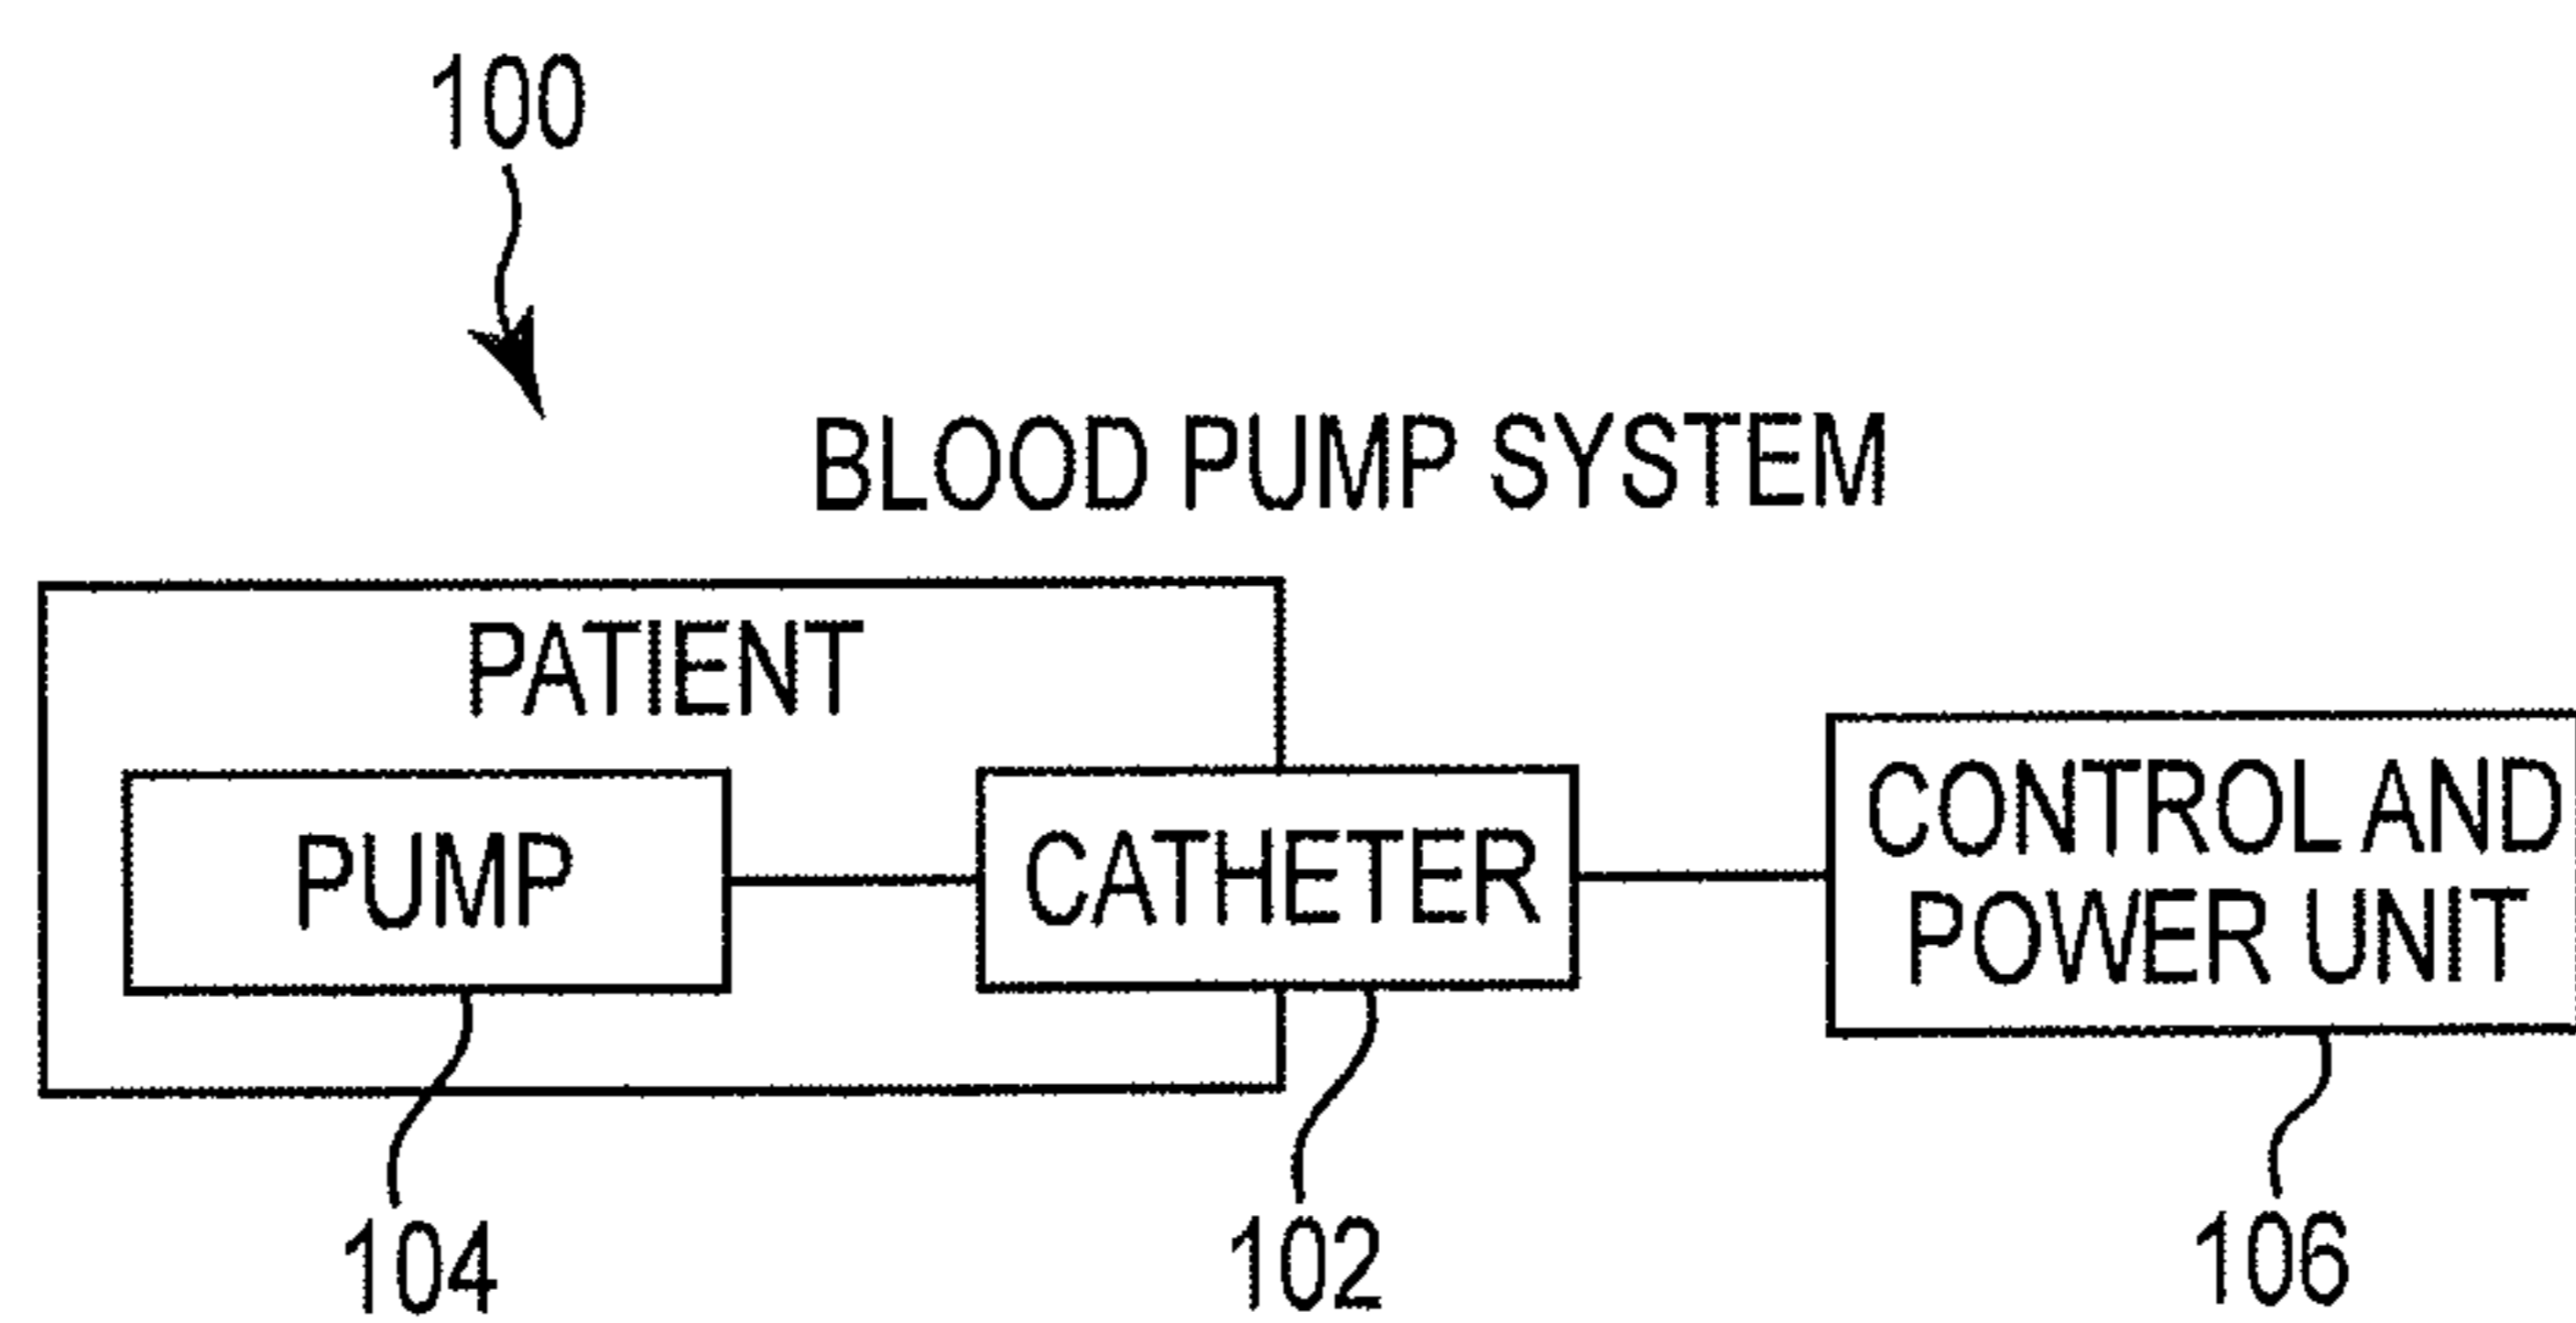 100
BLOOD PUMP SYSTEM
PATIENT
PUMP
CATHETER
CONTROL AND
POWER UNIT
104
102
106